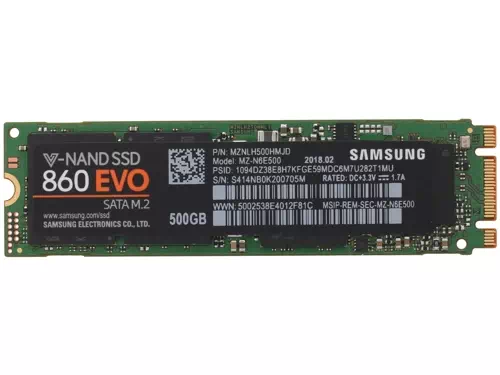 V-NAND SSD
860 EVO
SATA M.2
www.samsung.com/ssd
SAMSUNG ELECTRONICS CO., LTD.
500GB
P/N: MZNLH500HMJD
Model: MZ-N6E500 2018.02
PSID: 1094DZ38E8H7KFGE59MDC6M7U282T1MU
RATED: DC+3.3V 1.7A
S/N: S414NB0K200705M
WWN: 5002538E4012F81C
MSIP-REM-SEC-MZ-N6E500
SAMSUNG